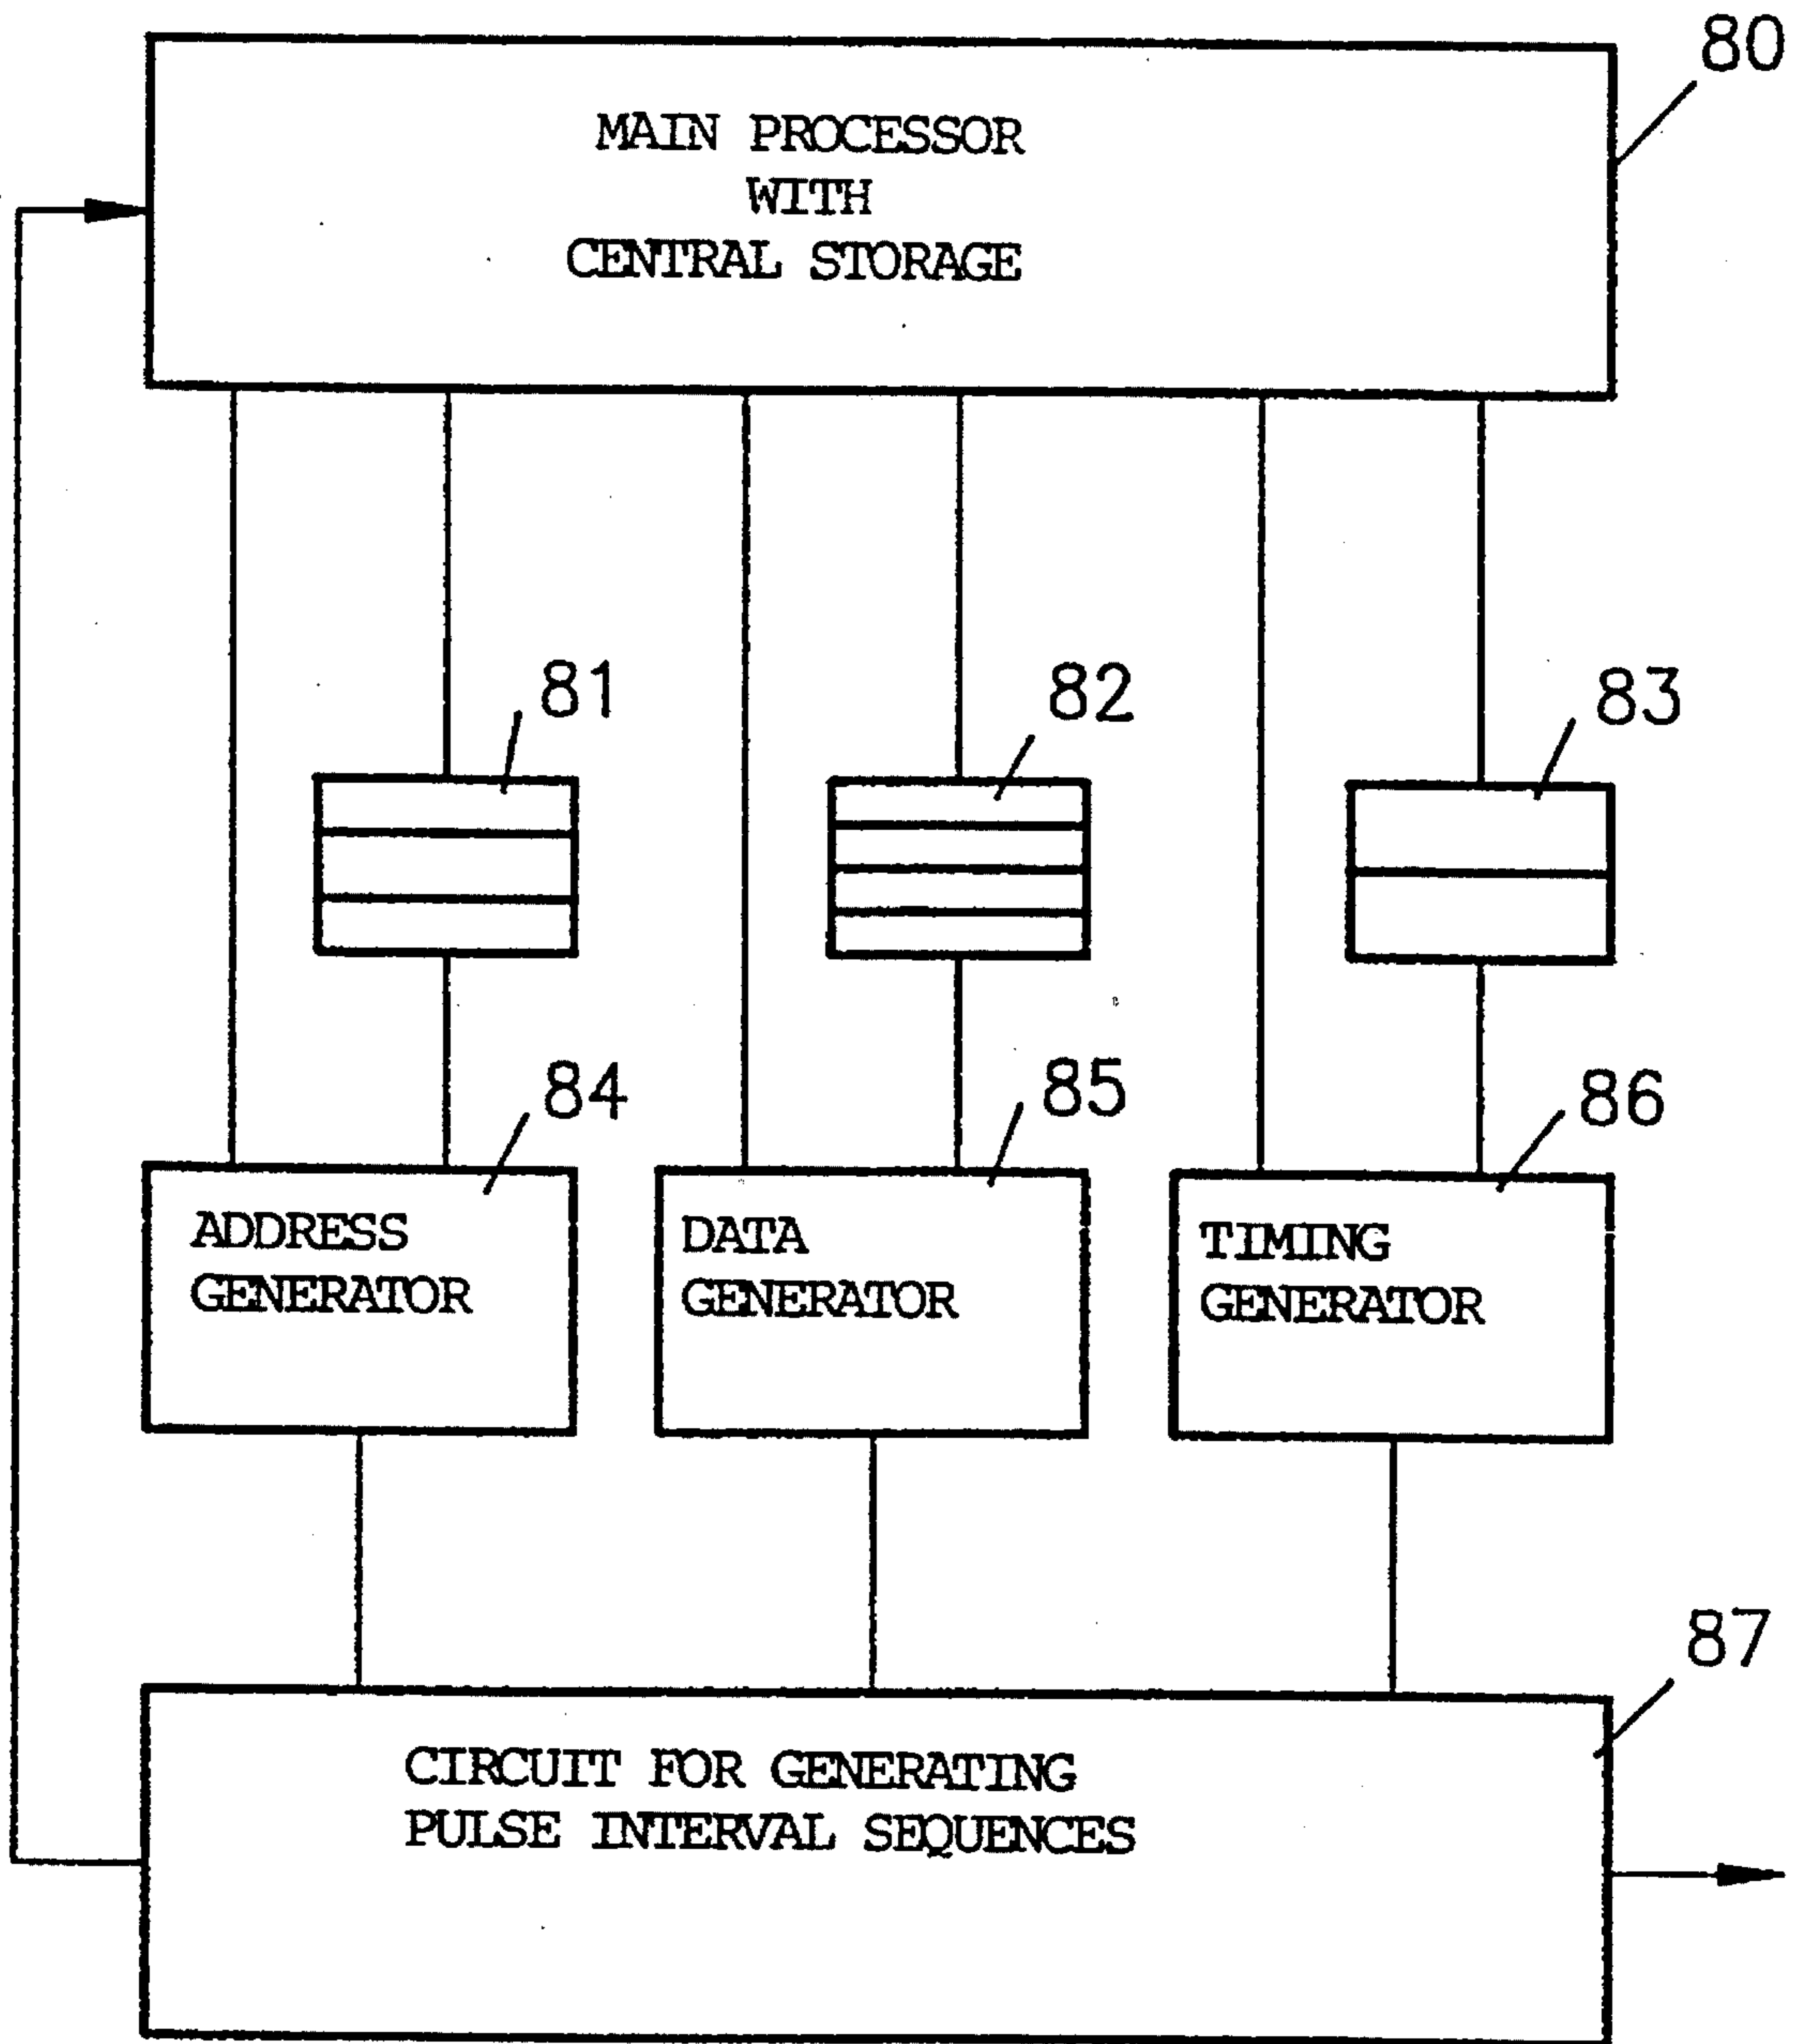 80
MAIN PROCESSOR
WITH
CENTRAL STORAGE
81
82
83
84
85
86
ADDRESS
GENERATOR
DATA
GENERATOR
TIMING
GENERATOR
87
CIRCUIT FOR GENERATING
PULSE INTERVAL SEQUENCES